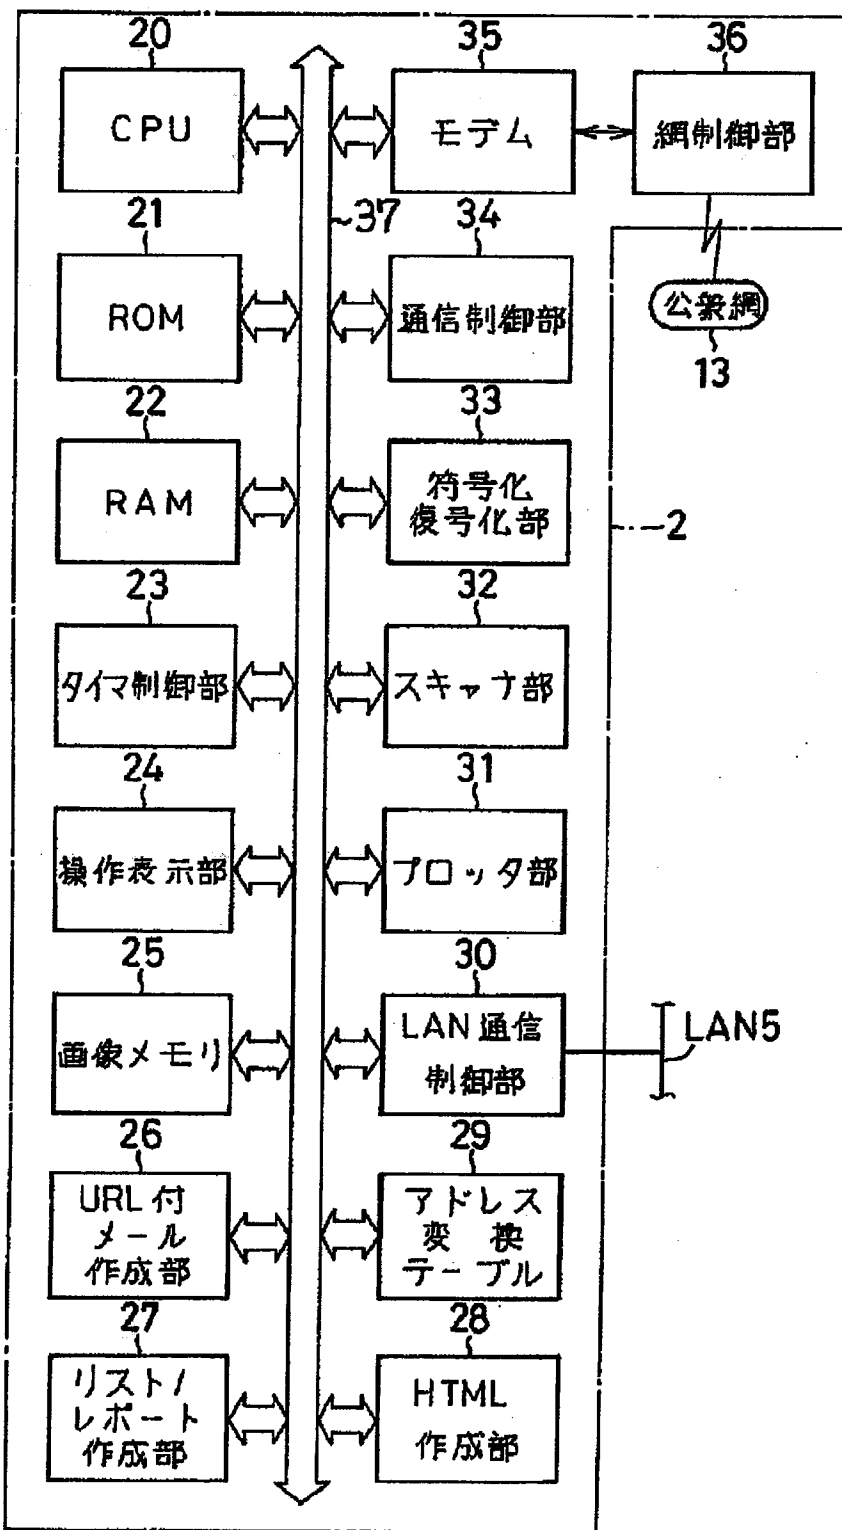 20
CPU
35
モデム
36
網制御部
37
21
ROM
34
通信制御部
公衆網
13
22
RAM
33
符号化
復号化部
2
23
タイマ制御部
32
スキャナ部
24
操作表示部
31
プロッタ部
25
画像メモリ
30
LAN通信
制御部
LAN5
26
URL付
メール
作成部
29
アドレス
変換
テーブル
27
リスト/
レポート
作成部
28
HTML
作成部